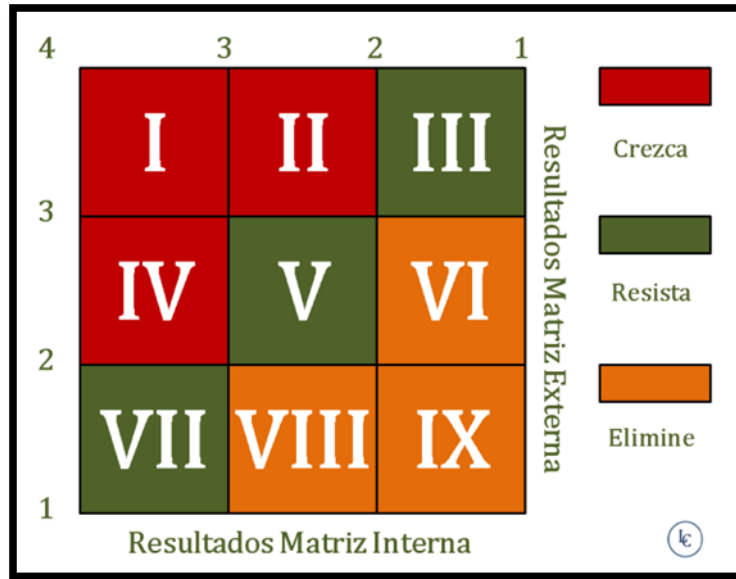 4 3 2 1
I II III
Crezca
3
IV V VI
Resista
2
VII VIII IX
Elimine
1
Resultados Matriz Externa
Resultados Matriz Interna